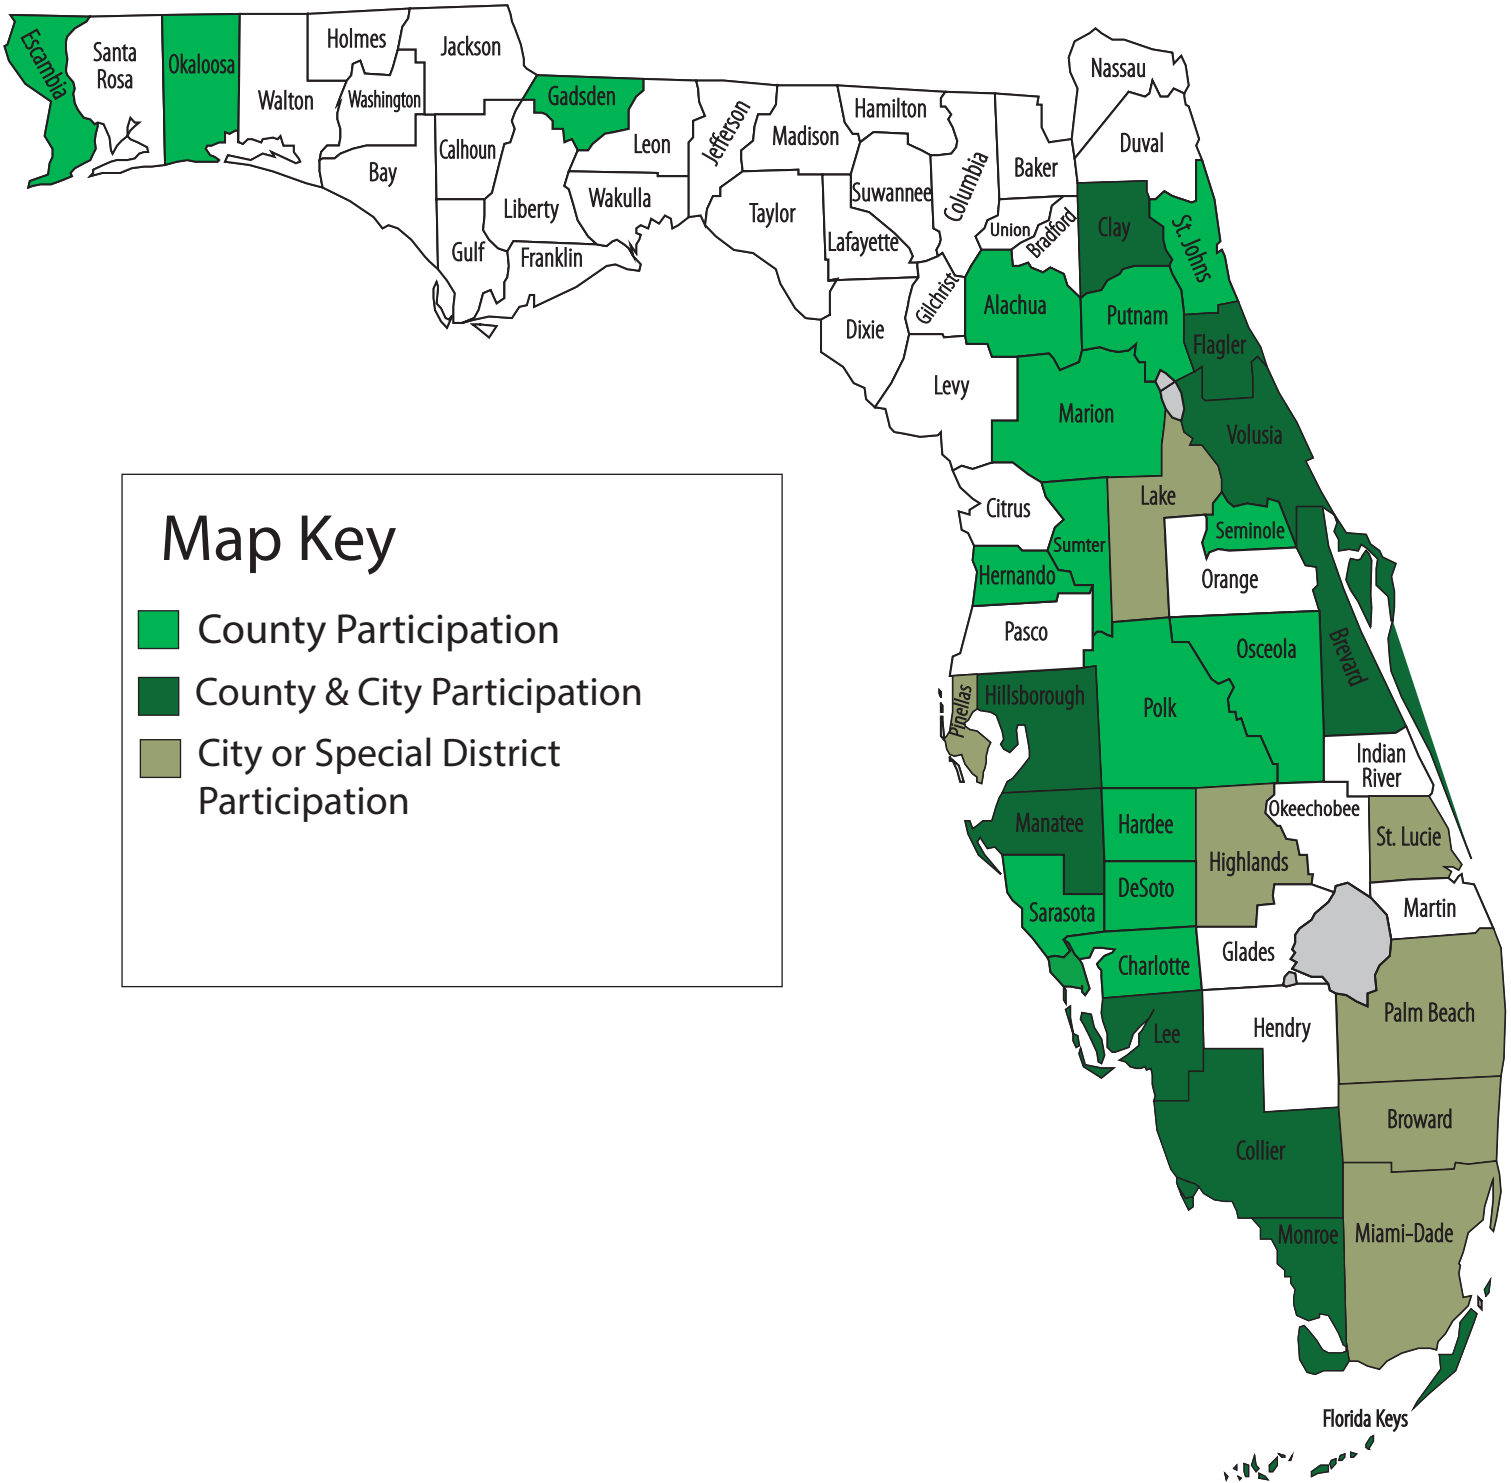 Escambia
Santa
Rosa
Okaloosa
Walton
Holmes
Washington
Jackson
Bay
Calhoun
Gulf
Liberty
Franklin
Gadsden
Leon
Wakulla
Jefferson
Madison
Taylor
Hamilton
Suwannee
Lafayette
Dixie
Columbia
Gilchrist
Baker
Union
Bradford
Nassau
Duval
Clay
St. Johns
Alachua
Putnam
Flagler
Levy
Marion
Volusia
Citrus
Sumter
Lake
Seminole
Hernando
Orange
Pasco
Osceola
Brevard
Pinellas
Hillsborough
Polk
Indian
River
Manatee
Hardee
Highlands
Okeechobee
St. Lucie
Sarasota
DeSoto
Martin
Charlotte
Glades
Lee
Hendry
Palm Beach
Broward
Collier
Monroe
Miami-Dade
Florida Keys
Map Key
County Participation
County & City Participation
City or Special District
Participation